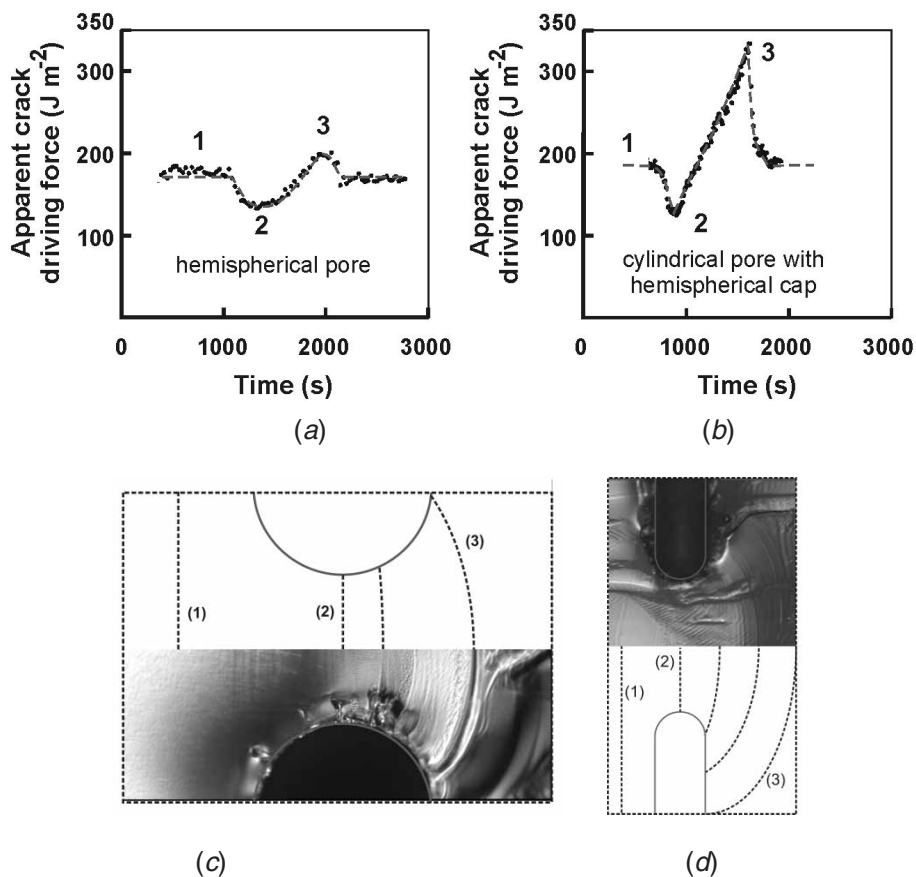 Apparent crack
driving force (J m-2)
350
300
200
100
1
2
3
hemispherical pore
0
1000
2000
3000
Time (s)
(a)
Apparent crack
driving force (J m-2)
350
300
200
100
1
2
3
cylindrical pore with
hemispherical cap
0
1000
2000
3000
Time (s)
(b)
(1)
(2)
(3)
(c)
(2)
(1)
(3)
(d)